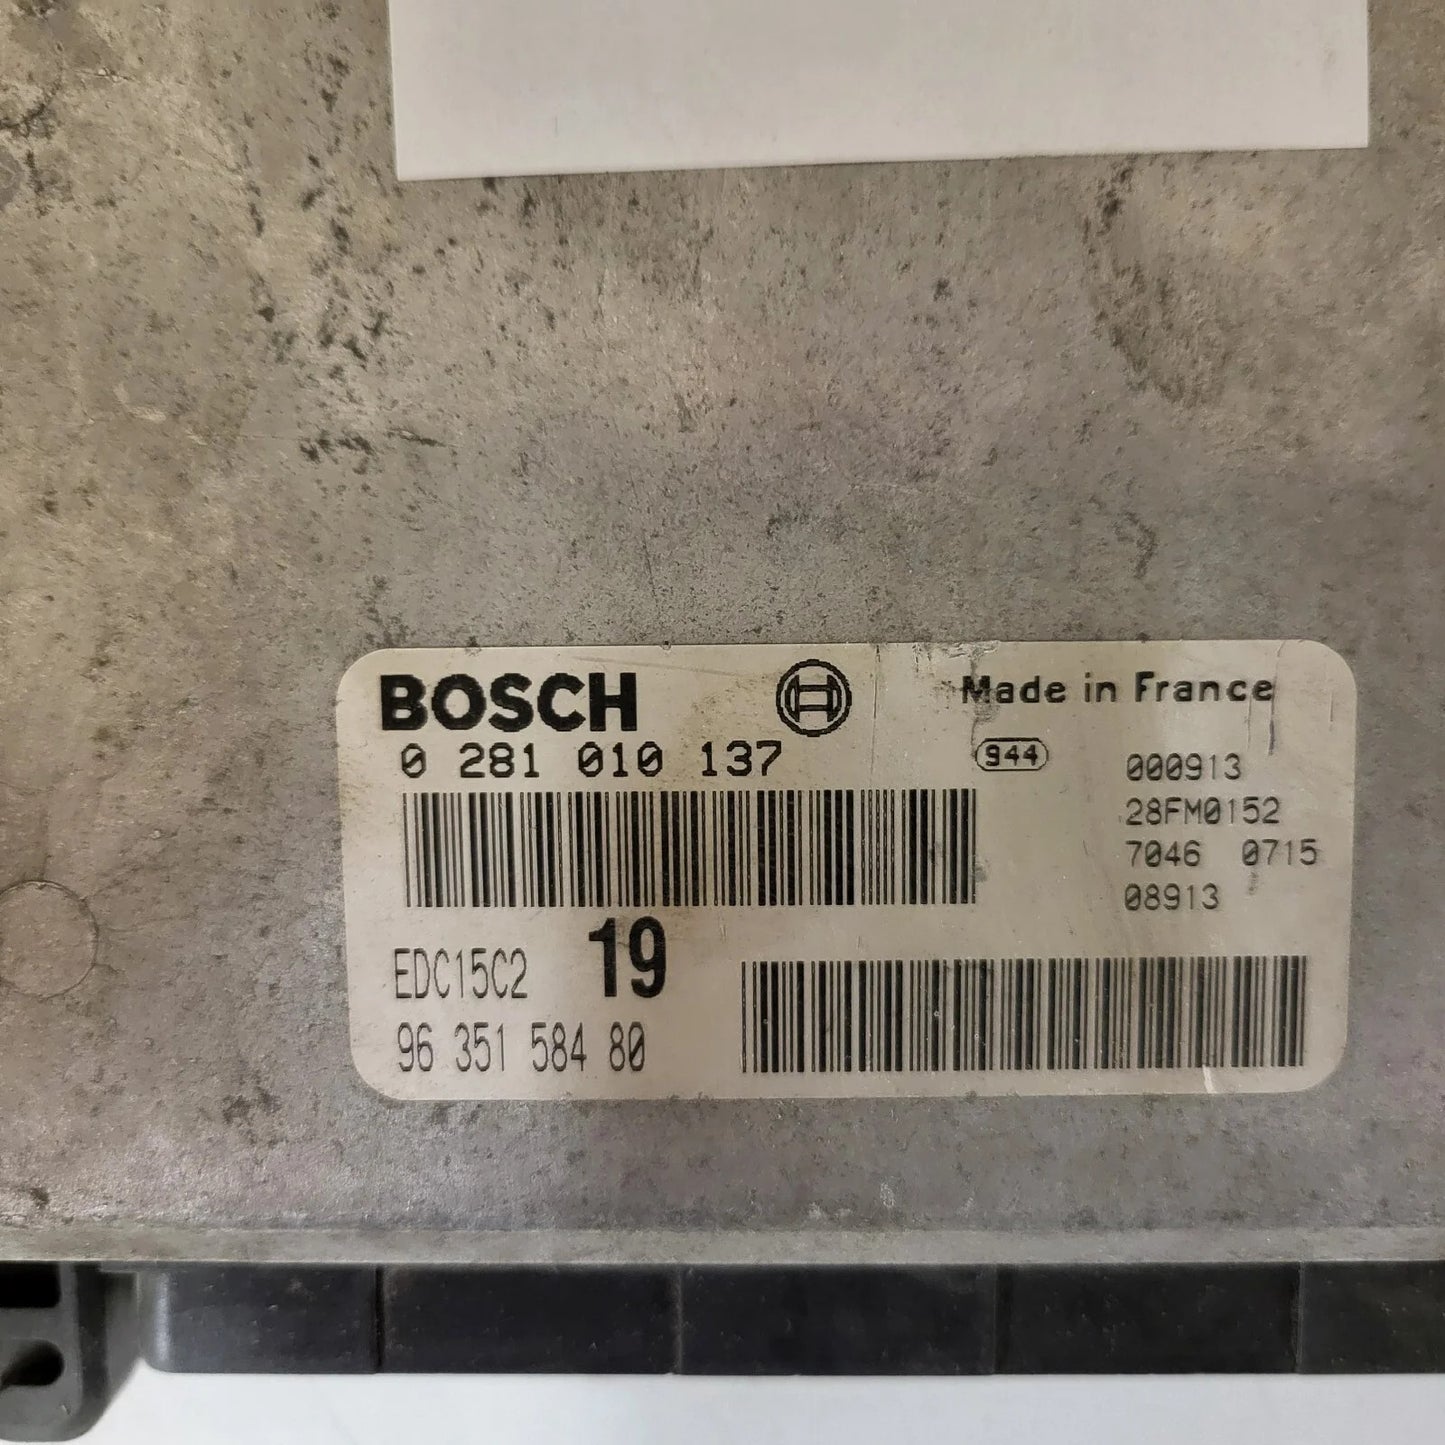 BOSCH
Made in France
0 281 010 137
944
000913
28FM0152
7046 0715
08913
EDC15C2
19
96 351 584 80